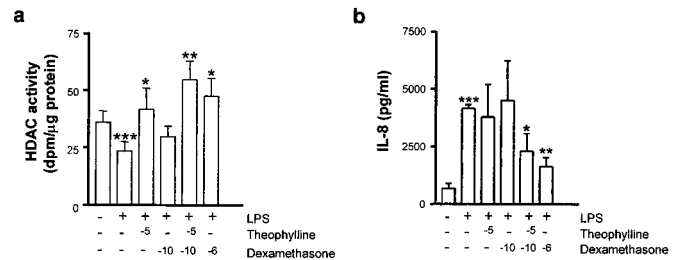 a
HDAC activity
(dpm/µg protein)
75
50
25
0
***
*
**
*
- + + + + + LPS
- - -5 - -5 - Theophylline
- - - -10 -10 -6 Dexamethasone
b
IL-8 (pg/ml)
7500
5000
2500
0
***
*
**
- + + + + + LPS
- - -5 - -5 - Theophylline
- - - -10 -10 -6 Dexamethasone